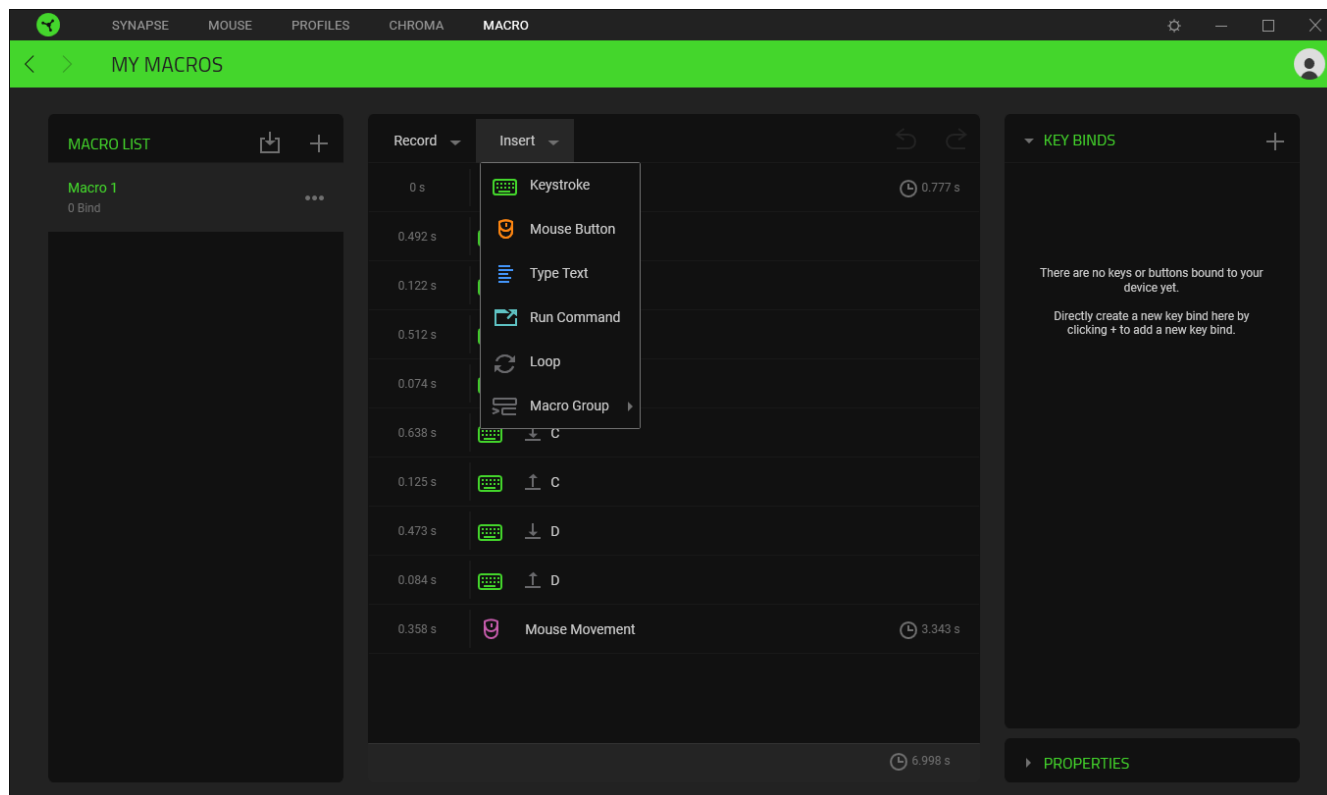 SYNAPSE MOUSE PROFILES CHROMA MACRO
MY MACROS
MACRO LIST
Macro 1
0 Bind
Record Insert
Keystroke
Mouse Button
Type Text
Run Command
Loop
Macro Group
0 s 0.777 s
0.492 s
0.122 s
0.512 s
0.074 s
0.638 s C
0.125 s C
0.473 s D
0.084 s D
0.358 s Mouse Movement 3.343 s
6.998 s
KEY BINDS
There are no keys or buttons bound to your
device yet.
Directly create a new key bind here by
clicking + to add a new key bind.
PROPERTIES